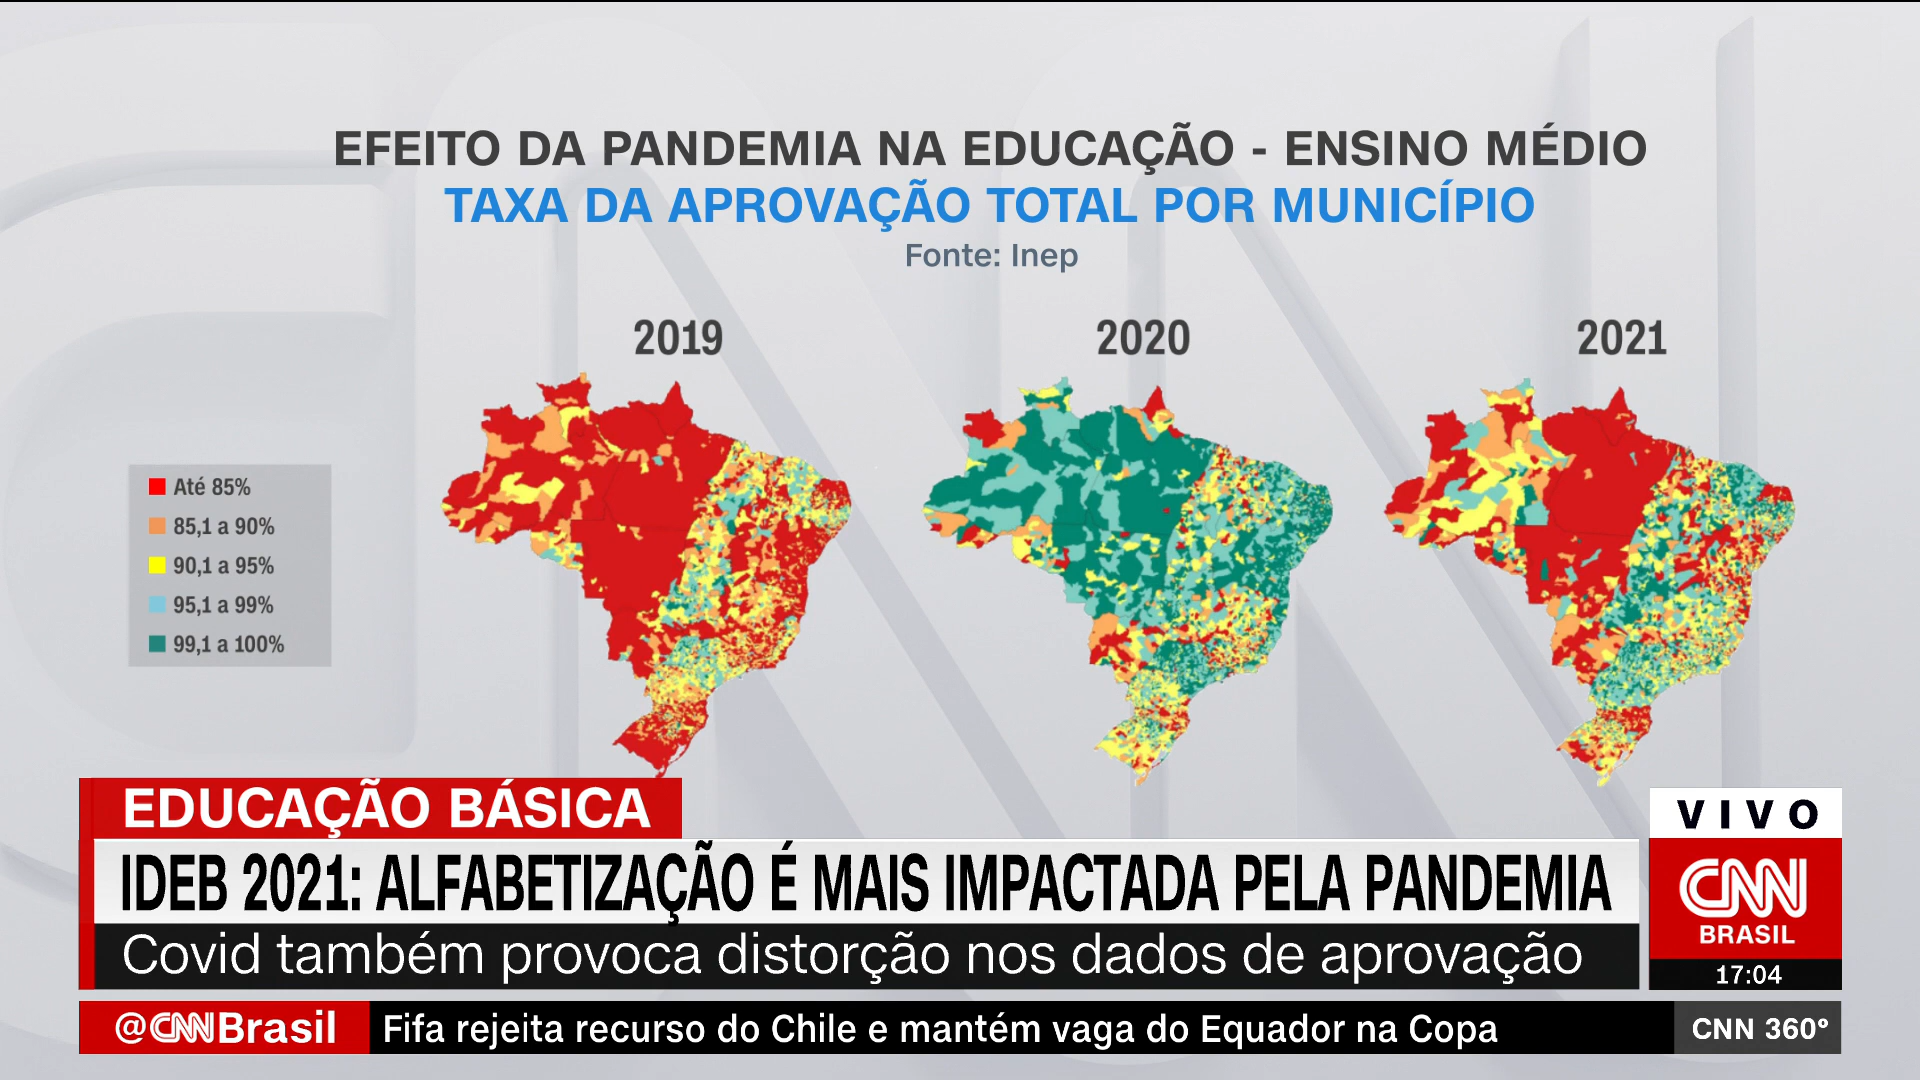 EFEITO DA PANDEMIA NA EDUCAÇÃO - ENSINO MÉDIO
TAXA DA APROVAÇÃO TOTAL POR MUNICÍPIO
Fonte: Inep
2019
2020
2021
Até 85%
85,1 a 90%
90,1 a 95%
95,1 a 99%
99,1 a 100%
EDUCAÇÃO BÁSICA
IDEB 2021: ALFABETIZAÇÃO É MAIS IMPACTADA PELA PANDEMIA
Covid também provoca distorção nos dados de aprovação
VIVO
CNN
BRASIL
17:04
@CNNBrasil
Fifa rejeita recurso do Chile e mantém vaga do Equador na Copa
CNN 360°